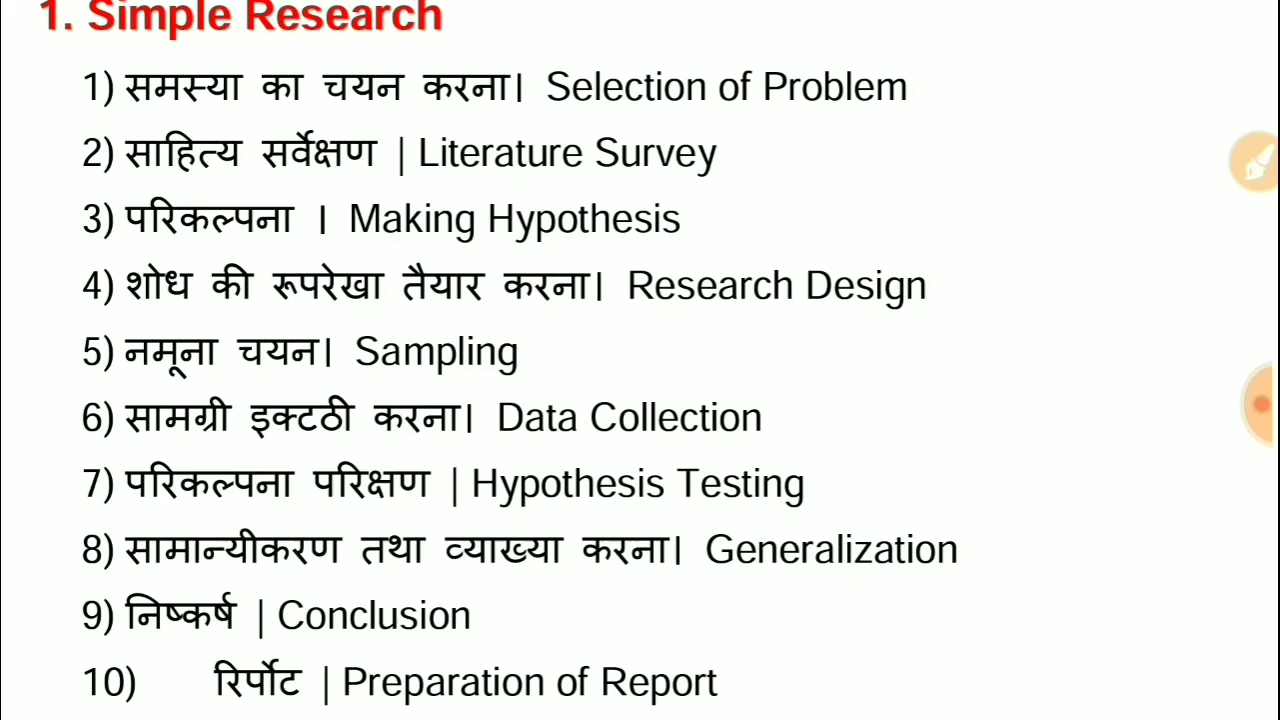 1. Simple Research
1) समस्या का चयन करना। Selection of Problem
2) साहित्य सर्वेक्षण | Literature Survey
3) परिकल्पना । Making Hypothesis
4) शोध की रूपरेखा तैयार करना। Research Design
5) नमूना चयन। Sampling
6) सामग्री इक्टठी करना। Data Collection
7) परिकल्पना परिक्षण | Hypothesis Testing
8) सामान्यीकरण तथा व्याख्या करना। Generalization
9) निष्कर्ष | Conclusion
10) रिर्पोट | Preparation of Report